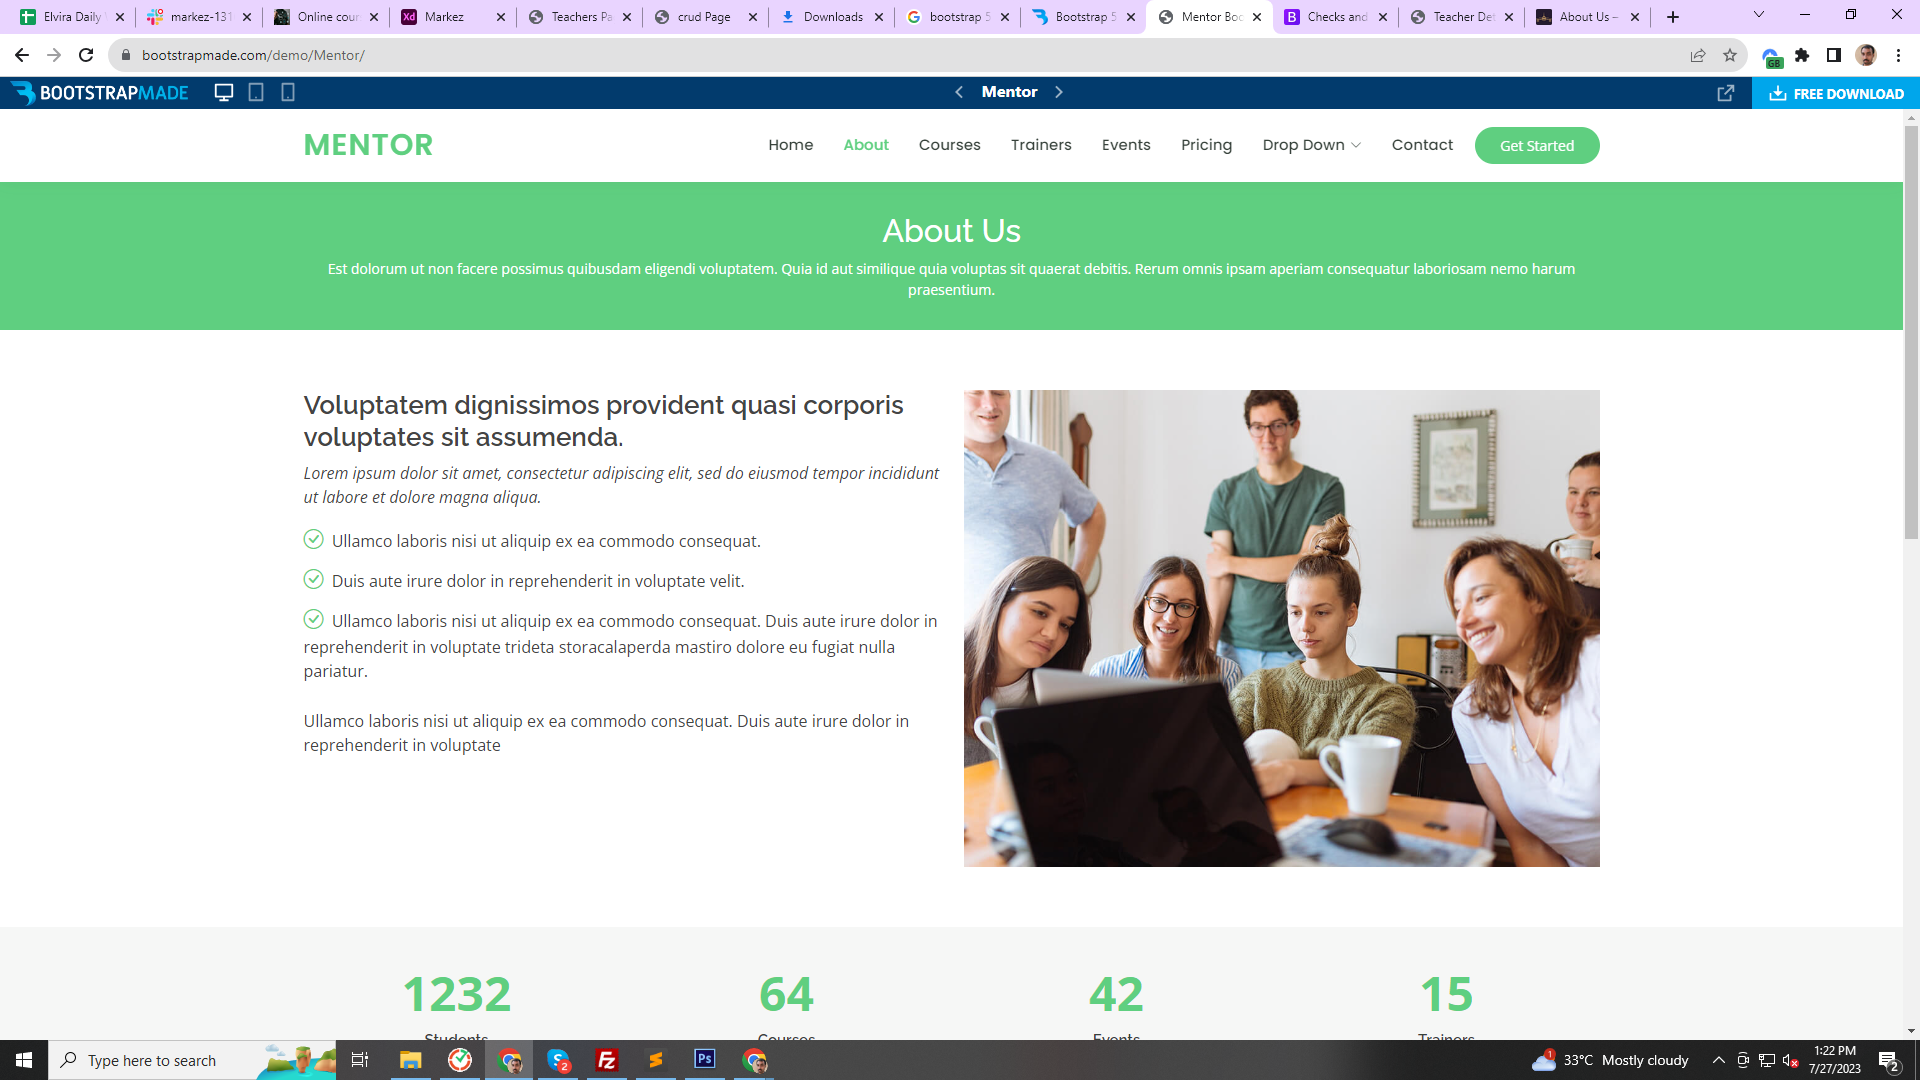 Elvira Daily
markez-131
Online cour
Markez
Teachers Pa
crud Page
Downloads
bootstrap 5
Bootstrap 5
Mentor Boo
Checks and
Teacher Det
About Us –
bootstrapmade.com/demo/Mentor/
GB
BOOTSTRAPMADE
Mentor
FREE DOWNLOAD
MENTOR
Home
About
Courses
Trainers
Events
Pricing
Drop Down
Contact
Get Started
About Us
Est dolorum ut non facere possimus quibusdam eligendi voluptatem. Quia id aut similique quia voluptas sit quaerat debitis. Rerum omnis ipsam aperiam consequatur laboriosam nemo harum
praesentium.
Voluptatem dignissimos provident quasi corporis
voluptates sit assumenda.
Lorem ipsum dolor sit amet, consectetur adipiscing elit, sed do eiusmod tempor incididunt
ut labore et dolore magna aliqua.
Ullamco laboris nisi ut aliquip ex ea commodo consequat.
Duis aute irure dolor in reprehenderit in voluptate velit.
Ullamco laboris nisi ut aliquip ex ea commodo consequat. Duis aute irure dolor in
reprehenderit in voluptate trideta storacalaperda mastiro dolore eu fugiat nulla
pariatur.
Ullamco laboris nisi ut aliquip ex ea commodo consequat. Duis aute irure dolor in
reprehenderit in voluptate
1232
64
42
15
Students
Courses
Events
Trainers
Type here to search
33°C Mostly cloudy
1:22 PM
7/27/2023
2